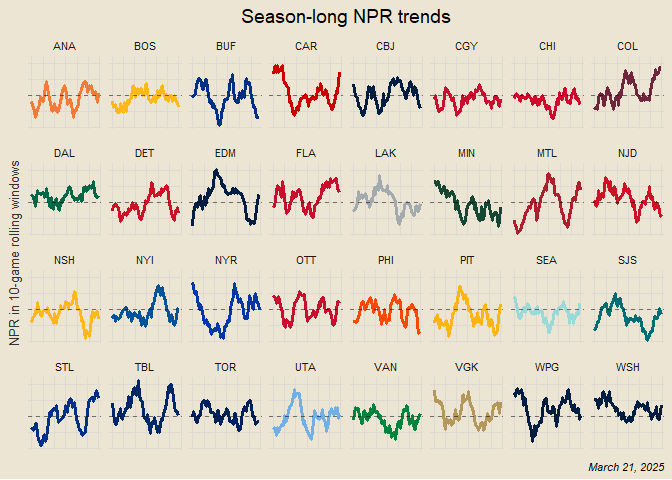 Season-long NPR trends
ANA BOS BUF CAR CBJ CGY CHI COL
DAL DET EDM FLA LAK MIN MTL NJD
NSH NYI NYR OTT PHI PIT SEA SJS
STL TBL TOR UTA VAN VGK WPG WSH
NPR in 10-game rolling windows
March 21, 2025